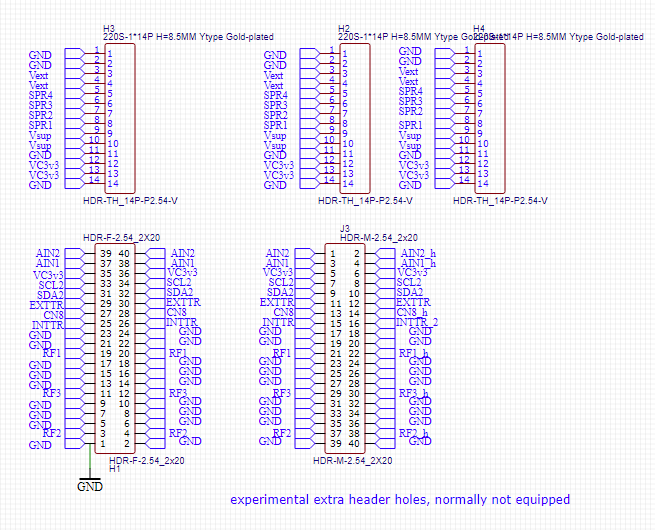 H3 H2 H4
220S-1*14P H=8.5MM Ytype Gold-plated 220S-1*14P H=8.5MM Ytype Gold-plated 220S-1*14P H=8.5MM Ytype Gold-plated
GND 1 1 GND 1 1 GND 1 1
GND 2 2 GND 2 2 GND 2 2
Vext 3 3 Vext 3 3 Vext 3 3
Vext 4 4 Vext 4 4 Vext 4 4
SPR4 5 5 SPR4 5 5 SPR4 5 5
SPR3 6 6 SPR3 6 6 SPR3 6 6
SPR2 7 7 SPR2 7 7 SPR2 7 7
SPR1 8 8 SPR1 8 8 SPR1 8 8
Vsup 9 9 Vsup 9 9 Vsup 9 9
Vsup 10 10 Vsup 10 10 Vsup 10 10
GND 11 11 GND 11 11 GND 11 11
VC3v3 12 12 VC3v3 12 12 VC3v3 12 12
VC3v3 13 13 VC3v3 13 13 VC3v3 13 13
GND 14 14 GND 14 14 GND 14 14
HDR-TH_14P-P2.54-V HDR-TH_14P-P2.54-V HDR-TH_14P-P2.54-V
J3
HDR-F-2.54_2X20 HDR-M-2.54_2x20
AIN2 39 40 AIN2 AIN2 1 2 AIN2_h
AIN1 37 38 AIN1 AIN1 3 4 AIN1_h
VC3v3 35 36 VC3v3 VC3v3 5 6 VC3v3
SCL2 33 34 SCL2 SCL2 7 8 SCL2
SDA2 31 32 SDA2 SDA2 9 10 SDA2
EXTTR 29 30 EXTTR EXTTR 11 12 EXTTR
CN8 27 28 CN8 CN8 13 14 CN8_h
INTTR 25 26 INTTR INTTR 15 16 INTTR_2
GND 23 24 GND GND 17 18 GND
GND 21 22 GND GND 19 20 GND
RF1 19 20 RF1 RF1 21 22 RF1_h
GND 17 18 GND GND 23 24 GND
GND 15 16 GND GND 25 26 GND
GND 13 14 GND GND 27 28 GND
RF3 11 12 RF3 RF3 29 30 RF3_h
GND 9 10 GND GND 31 32 GND
GND 7 8 GND GND 33 34 GND
GND 5 6 GND GND 35 36 GND
RF2 3 4 RF2 RF2 37 38 RF2_h
GND 1 2 GND GND 39 40 GND
HDR-F-2.54_2x20 HDR-M-2.54_2X20
H1
GND
experimental extra header holes, normally not equipped